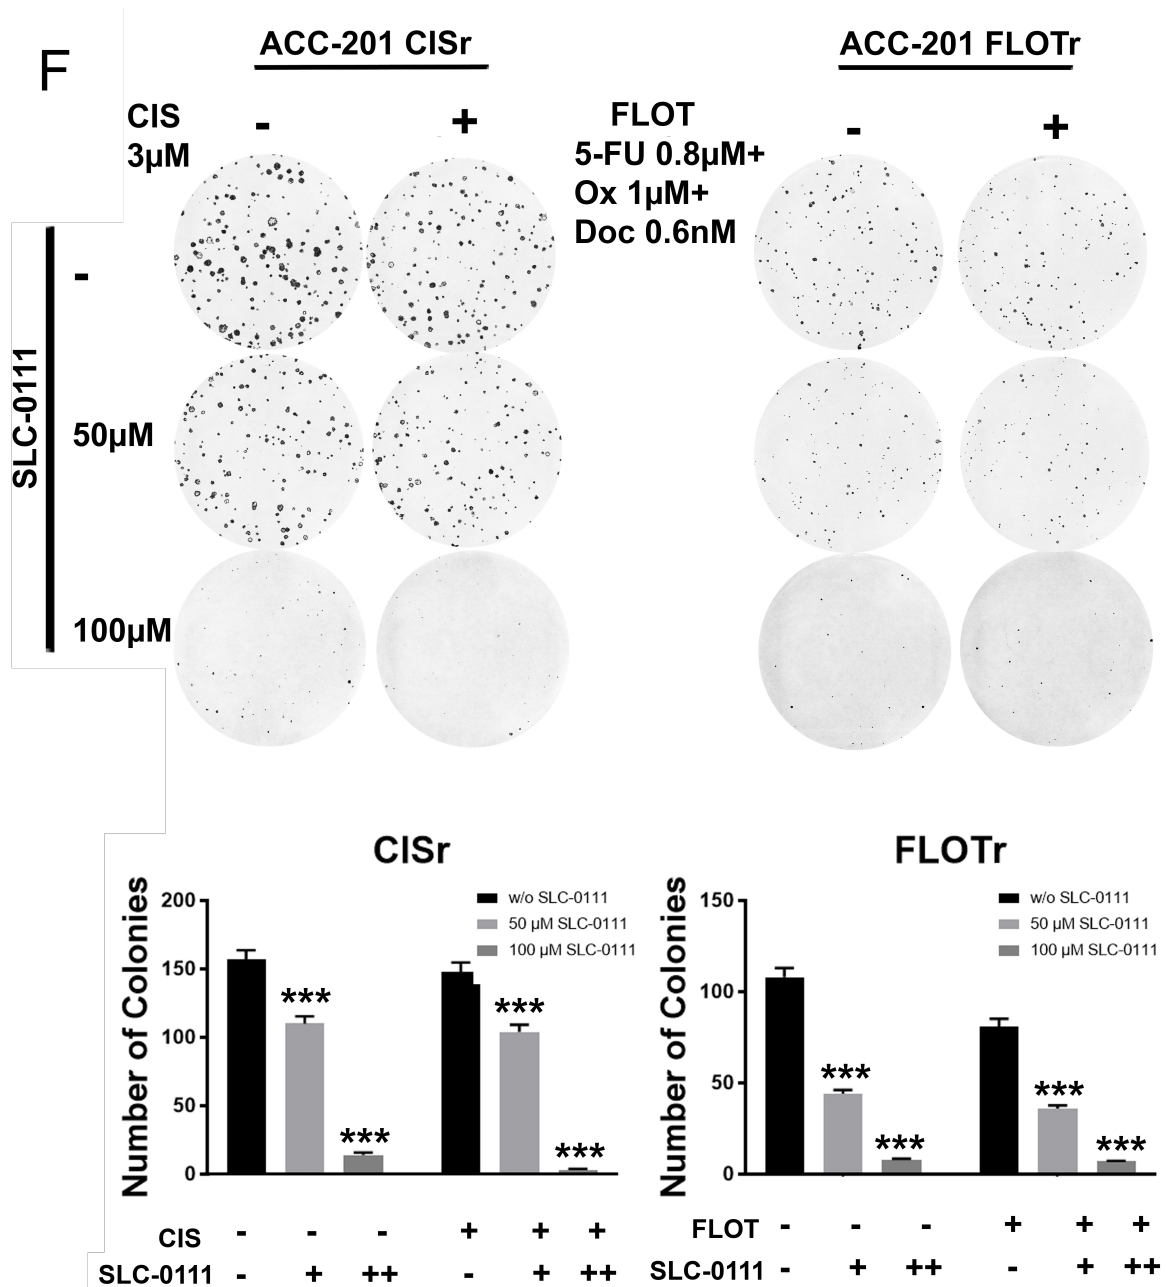 F
ACC-201 CISr
ACC-201 FLOTr
CIS
3µM
- +
FLOT
5-FU 0.8µM+
Ox 1µM+
Doc 0.6nM
- +
SLC-0111
-
50µM
100µM
CISr
Number of Colonies
200
150
100
50
0
w/o SLC-0111
50 µM SLC-0111
100 µM SLC-0111
*** *** *** ***
CIS - - - + + +
SLC-0111 - + ++ - + ++
FLOTr
Number of Colonies
150
100
50
0
w/o SLC-0111
50 µM SLC-0111
100 µM SLC-0111
*** *** *** ***
FLOT - - - + + +
SLC-0111 - + ++ - + ++